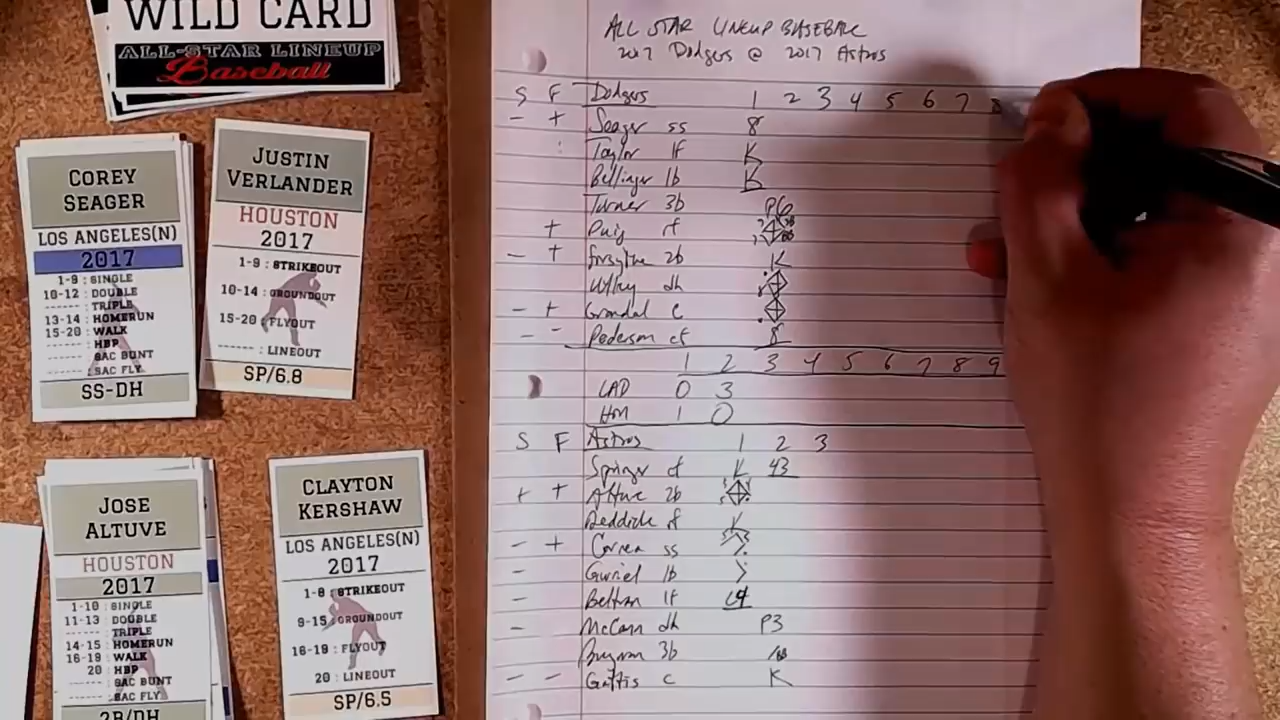 WILD CARD
ALL-STAR LINEUP
Baseball
COREY
SEAGER
LOS ANGELES(N)
2017
1-9 : SINGLE
10-12 : DOUBLE
------ : TRIPLE
13-14 : HOMERUN
15-20 : WALK
------ : HBP
------ : SAC BUNT
------ : SAC FLY
SS-DH
JUSTIN
VERLANDER
HOUSTON
2017
1-9 : STRIKEOUT
10-14 : GROUNDOUT
15-20 : FLYOUT
------ : LINEOUT
SP/6.8
JOSE
ALTUVE
HOUSTON
2017
1-10 : SINGLE
11-13 : DOUBLE
------ : TRIPLE
14-15 : HOMERUN
16-19 : WALK
20 : HBP
------ : SAC BUNT
------ : SAC FLY
2B/DH
CLAYTON
KERSHAW
LOS ANGELES(N)
2017
1-8 : STRIKEOUT
9-15 : GROUNDOUT
16-19 : FLYOUT
20 : LINEOUT
SP/6.5
ALL STAR LINEUP BASEBALL
2017 Dodgers @ 2017 Astros
S F Dodgers 1 2 3 4 5 6 7 8
- + Seager ss 8
Taylor lf K
Bellinger 1b K
Turner 3b
+ Puig rf
- + Forsythe 2b K
Utley dh
- + Grandal c
- - Pederson cf 8
1 2 3 4 5 6 7 8 9
LAD 0 3
HOU 1 0
S F Astros 1 2 3
Springer cf K 43
+ + Altuve 2b
Reddick rf K
- + Correa ss
- Gurriel 1b
- Beltran lf L4
- McCann dh P3
Bregman 3b
- - Gattis c K